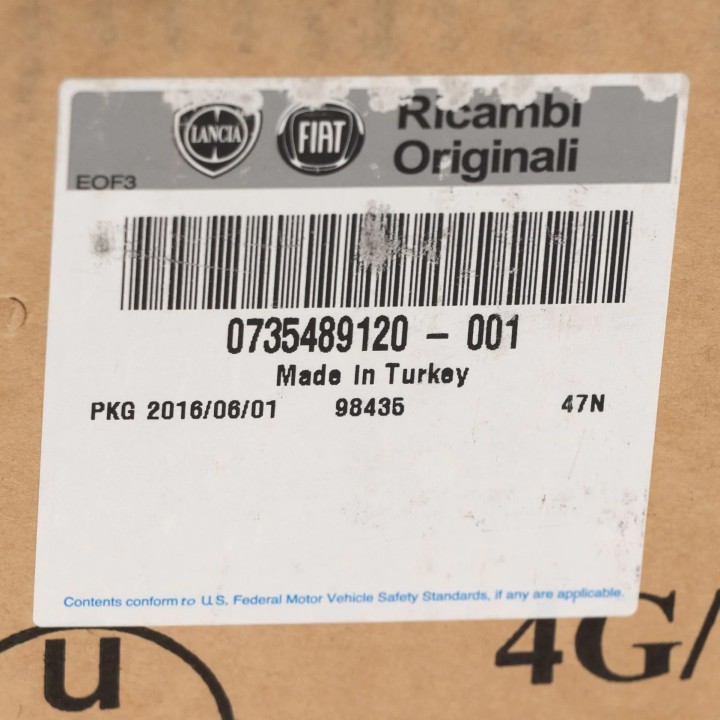 LANCIA FIAT Ricambi
Originali
EOF3
0735489120 - 001
Made In Turkey
PKG 2016/06/01 98435 47N
Contents conform to U.S. Federal Motor Vehicle Safety Standards, if any are applicable.
u 4G/